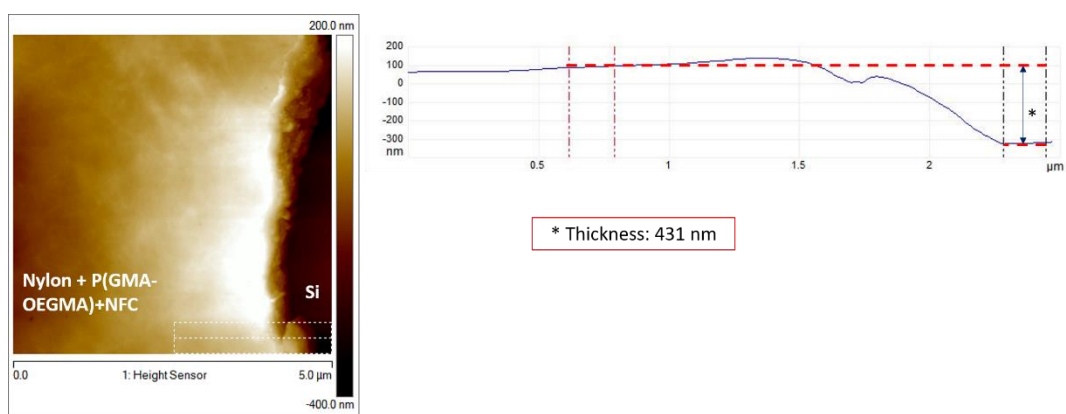 200.0 nm
Nylon + P(GMA-
OEGMA)+NFC
Si
0.0
1: Height Sensor
5.0 µm
-400.0 nm
200
100
0
-100
-200
-300
nm
0.5
1
1.5
2
µm
*
* Thickness: 431 nm